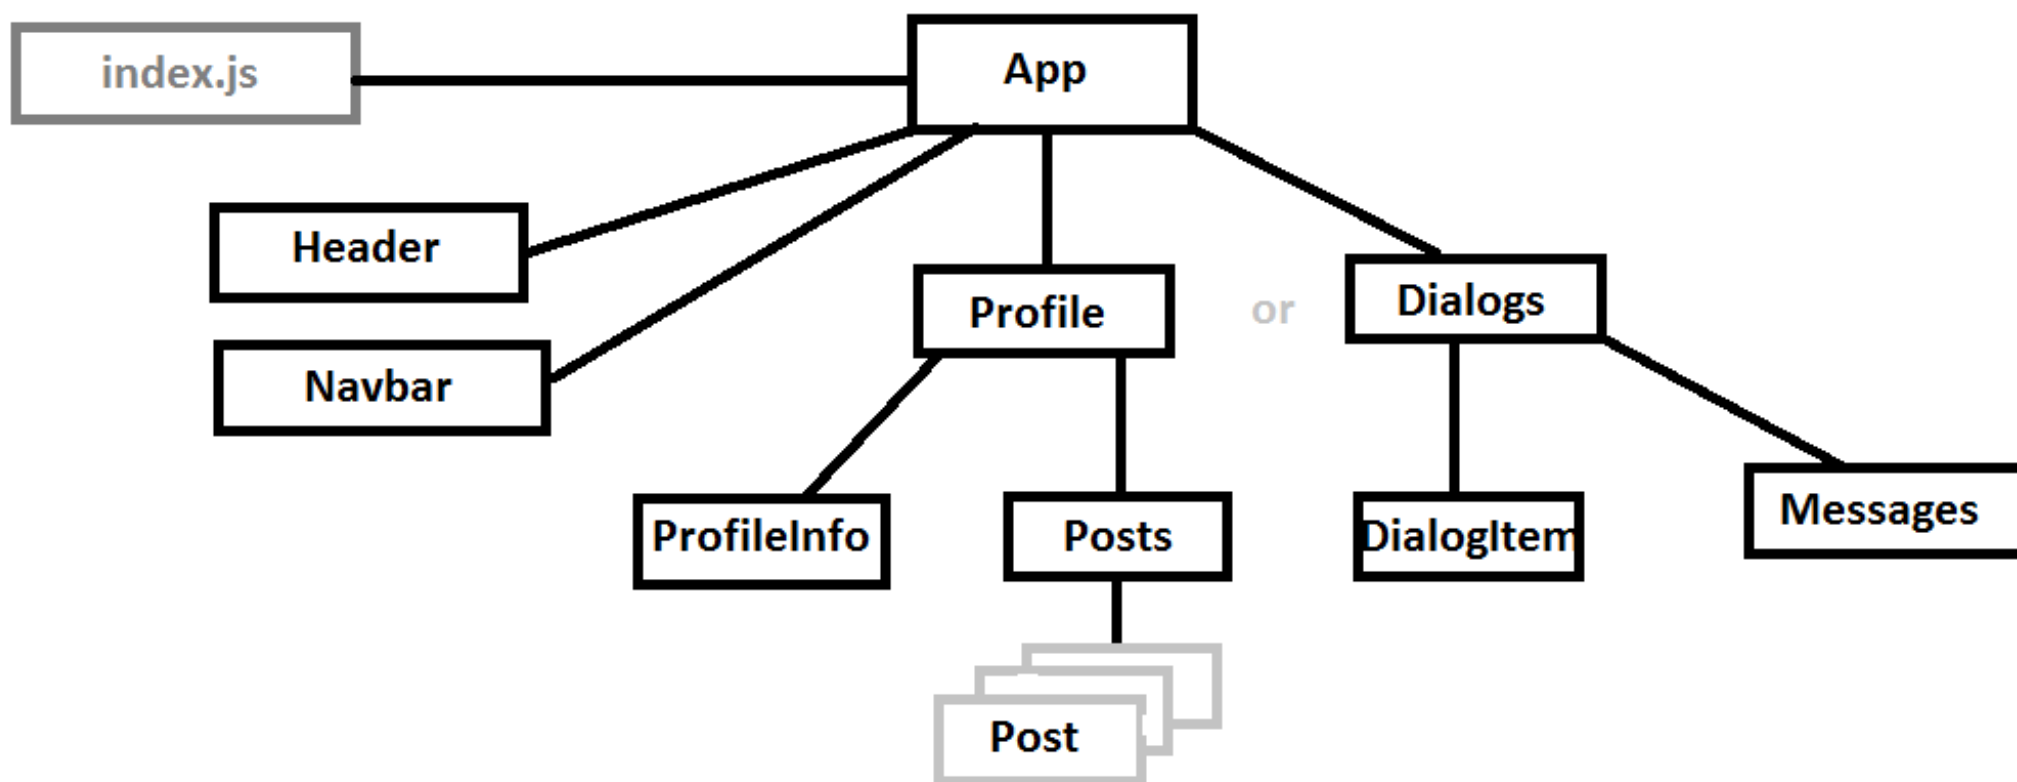 index.js
App
Header
Navbar
Profile
or
Dialogs
ProfileInfo
Posts
DialogItem
Messages
Post